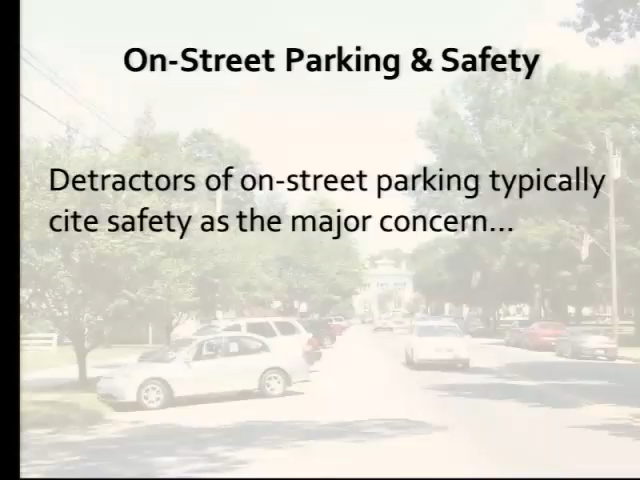 On-Street Parking & Safety
Detractors of on-street parking typically
cite safety as the major concern...